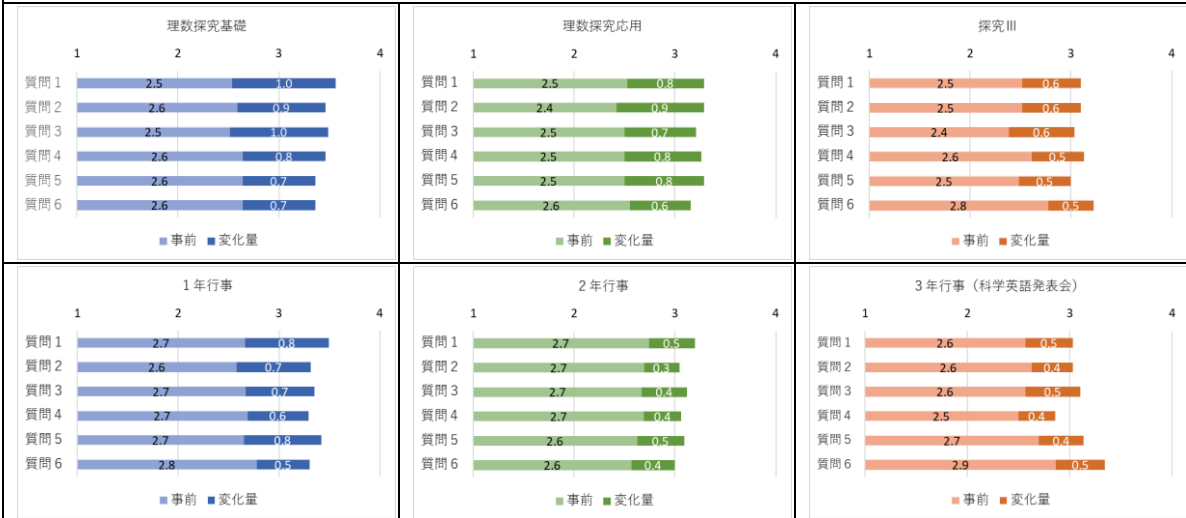 理数探究基礎
1 2 3 4
質問1 2.5 1.0
質問2 2.6 0.9
質問3 2.5 1.0
質問4 2.6 0.8
質問5 2.6 0.7
質問6 2.6 0.7
事前 変化量
理数探究応用
1 2 3 4
質問1 2.5 0.8
質問2 2.4 0.9
質問3 2.5 0.7
質問4 2.5 0.8
質問5 2.5 0.8
質問6 2.6 0.6
事前 変化量
探究Ⅲ
1 2 3 4
質問1 2.5 0.6
質問2 2.5 0.6
質問3 2.4 0.6
質問4 2.6 0.5
質問5 2.5 0.5
質問6 2.8 0.5
事前 変化量
1年行事
1 2 3 4
質問1 2.7 0.8
質問2 2.6 0.7
質問3 2.7 0.7
質問4 2.7 0.6
質問5 2.7 0.8
質問6 2.8 0.5
事前 変化量
2年行事
1 2 3 4
質問1 2.7 0.5
質問2 2.7 0.3
質問3 2.7 0.4
質問4 2.7 0.4
質問5 2.6 0.5
質問6 2.6 0.4
事前 変化量
3年行事（科学英語発表会）
1 2 3 4
質問1 2.6 0.5
質問2 2.6 0.4
質問3 2.6 0.5
質問4 2.5 0.4
質問5 2.7 0.4
質問6 2.9 0.5
事前 変化量